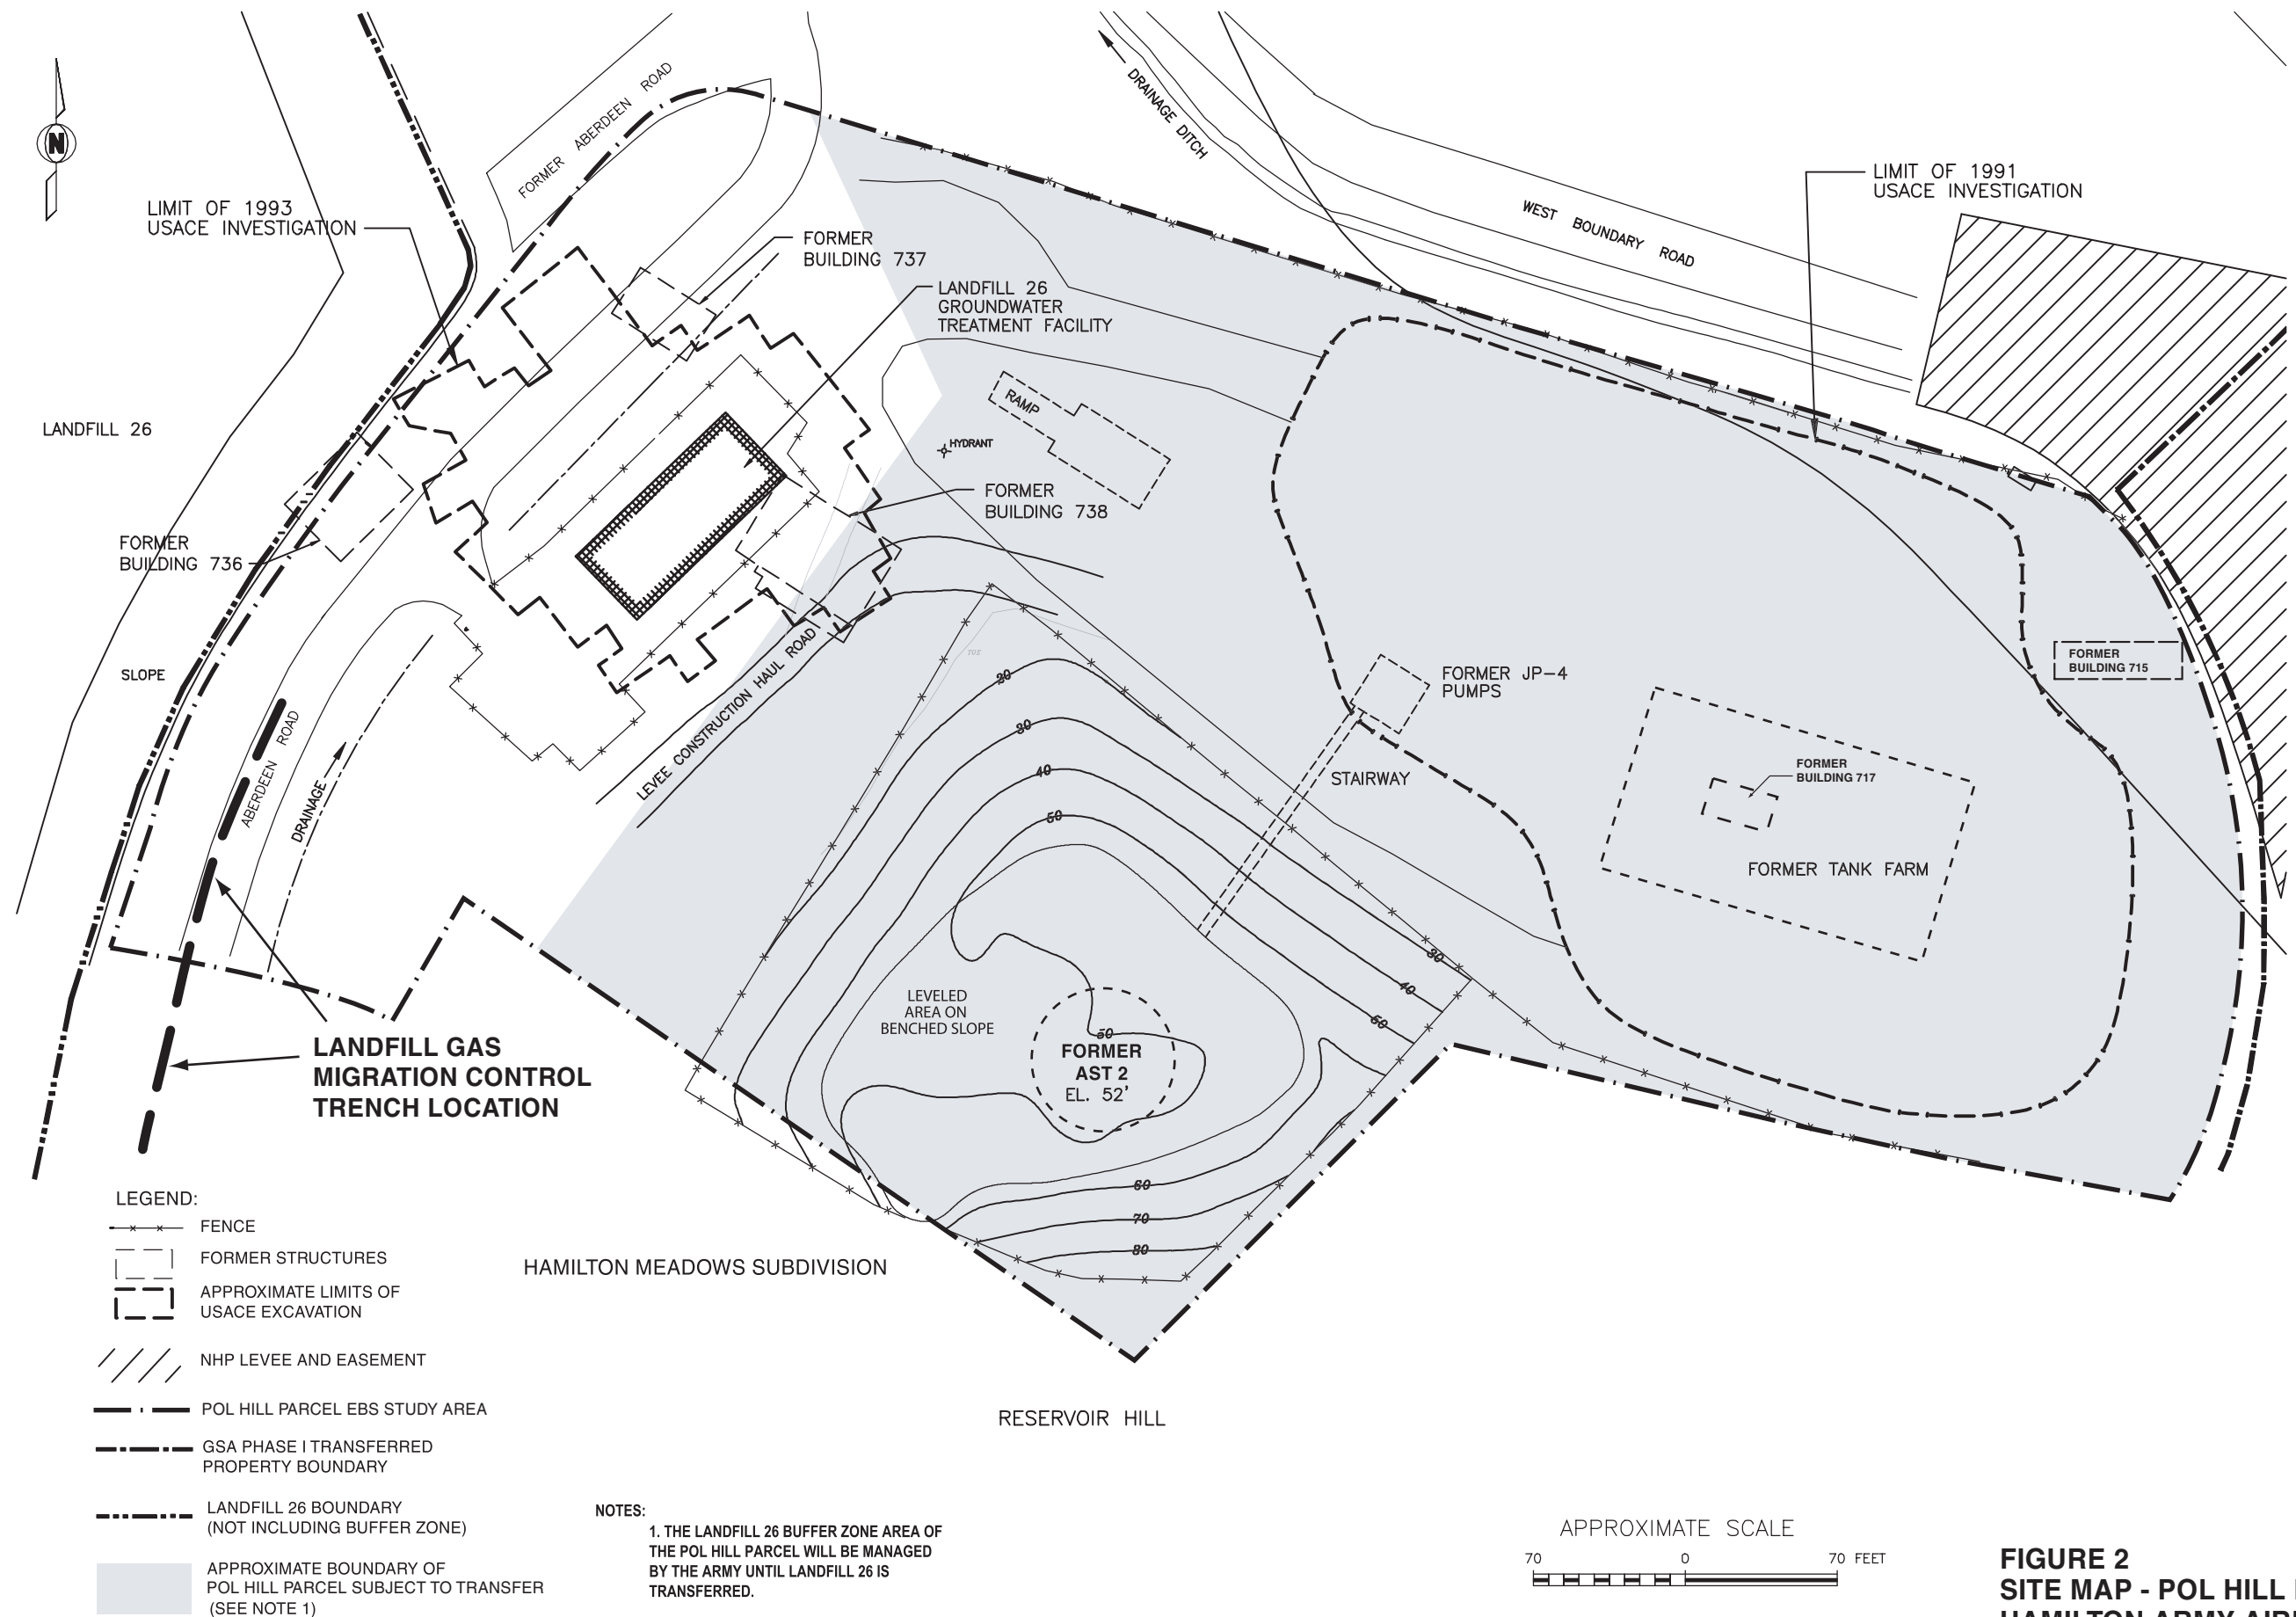 N
FORMER ABERDEEN ROAD
DRAINAGE DITCH
LIMIT OF 1991
USACE INVESTIGATION
WEST BOUNDARY ROAD
LIMIT OF 1993
USACE INVESTIGATION
FORMER
BUILDING 737
LANDFILL 26
GROUNDWATER
TREATMENT FACILITY
RAMP
HYDRANT
LANDFILL 26
FORMER
BUILDING 738
FORMER
BUILDING 736
SLOPE
TOE
FORMER
BUILDING 715
FORMER JP-4
PUMPS
20
30
40
50
LEVEE CONSTRUCTION HAUL ROAD
ABERDEEN ROAD
DRAINAGE
STAIRWAY
FORMER
BUILDING 717
FORMER TANK FARM
30
40
50
LEVELED
AREA ON
BENCHED SLOPE
50
FORMER
AST 2
EL. 52'
60
70
80
LANDFILL GAS
MIGRATION CONTROL
TRENCH LOCATION
LEGEND:
FENCE
FORMER STRUCTURES
APPROXIMATE LIMITS OF
USACE EXCAVATION
NHP LEVEE AND EASEMENT
POL HILL PARCEL EBS STUDY AREA
GSA PHASE I TRANSFERRED
PROPERTY BOUNDARY
LANDFILL 26 BOUNDARY
(NOT INCLUDING BUFFER ZONE)
APPROXIMATE BOUNDARY OF
POL HILL PARCEL SUBJECT TO TRANSFER
(SEE NOTE 1)
HAMILTON MEADOWS SUBDIVISION
RESERVOIR HILL
NOTES:
1. THE LANDFILL 26 BUFFER ZONE AREA OF
THE POL HILL PARCEL WILL BE MANAGED
BY THE ARMY UNTIL LANDFILL 26 IS
TRANSFERRED.
APPROXIMATE SCALE
70 0 70 FEET
FIGURE 2
SITE MAP - POL HILL
HAMILTON ARMY